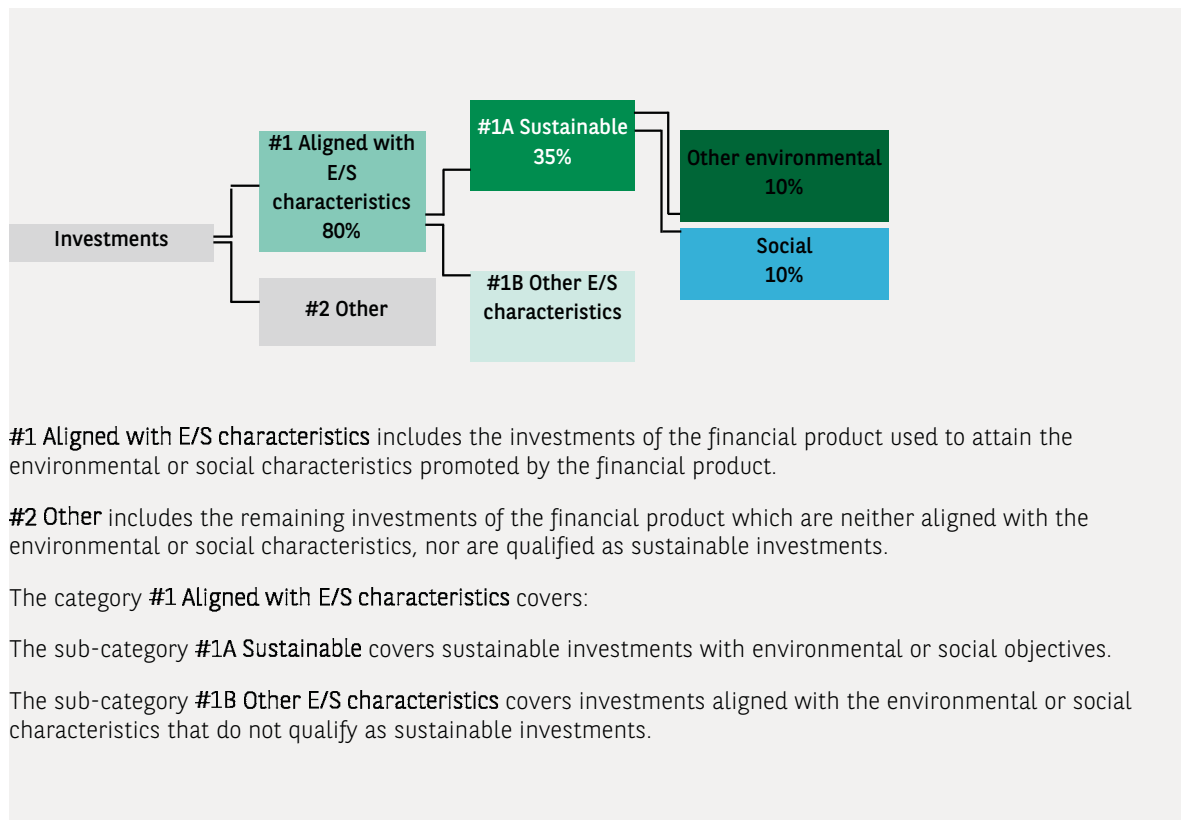 #1A Sustainable
35%
#1 Aligned with
E/S
characteristics
80%
Other environmental
10%
Investments
Social
10%
#2 Other
#1B Other E/S
characteristics
#1 Aligned with E/S characteristics includes the investments of the financial product used to attain the
environmental or social characteristics promoted by the financial product.
#2 Other includes the remaining investments of the financial product which are neither aligned with the
environmental or social characteristics, nor are qualified as sustainable investments.
The category #1 Aligned with E/S characteristics covers:
The sub-category #1A Sustainable covers sustainable investments with environmental or social objectives.
The sub-category #1B Other E/S characteristics covers investments aligned with the environmental or social
characteristics that do not qualify as sustainable investments.